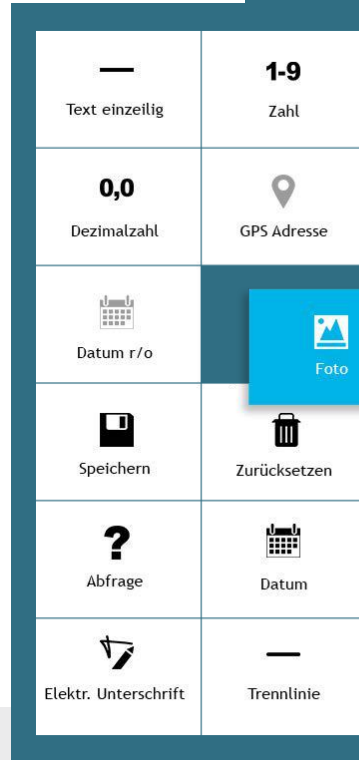 1-9
Text einzeilig
Zahl
0,0
Dezimalzahl
GPS Adresse
Datum r/o
Foto
Speichern
Zurücksetzen
?
Abfrage
Datum
Elektr. Unterschrift
Trennlinie